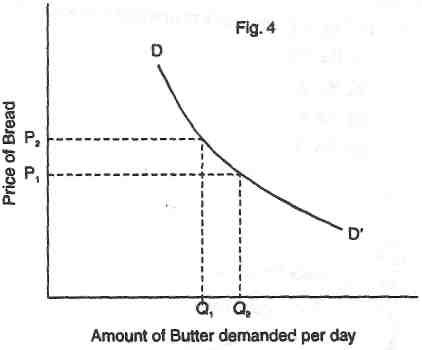 Fig. 4
D
Price of Bread
P₂
P₁
D'
Q₁ Q₂
Amount of Butter demanded per day